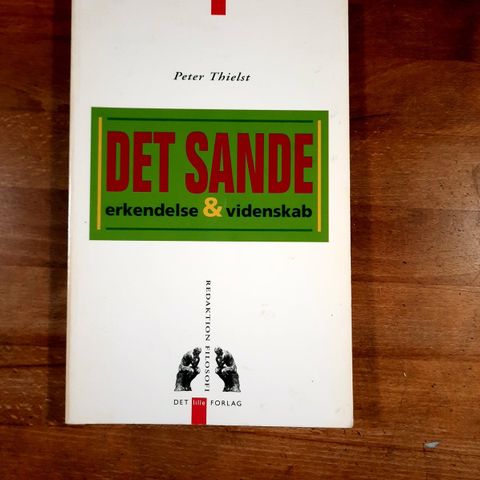 Peter Thielst
DET SANDE
erkendelse & videnskab
REDAKTION FILOSOFI
DET lille FORLAG